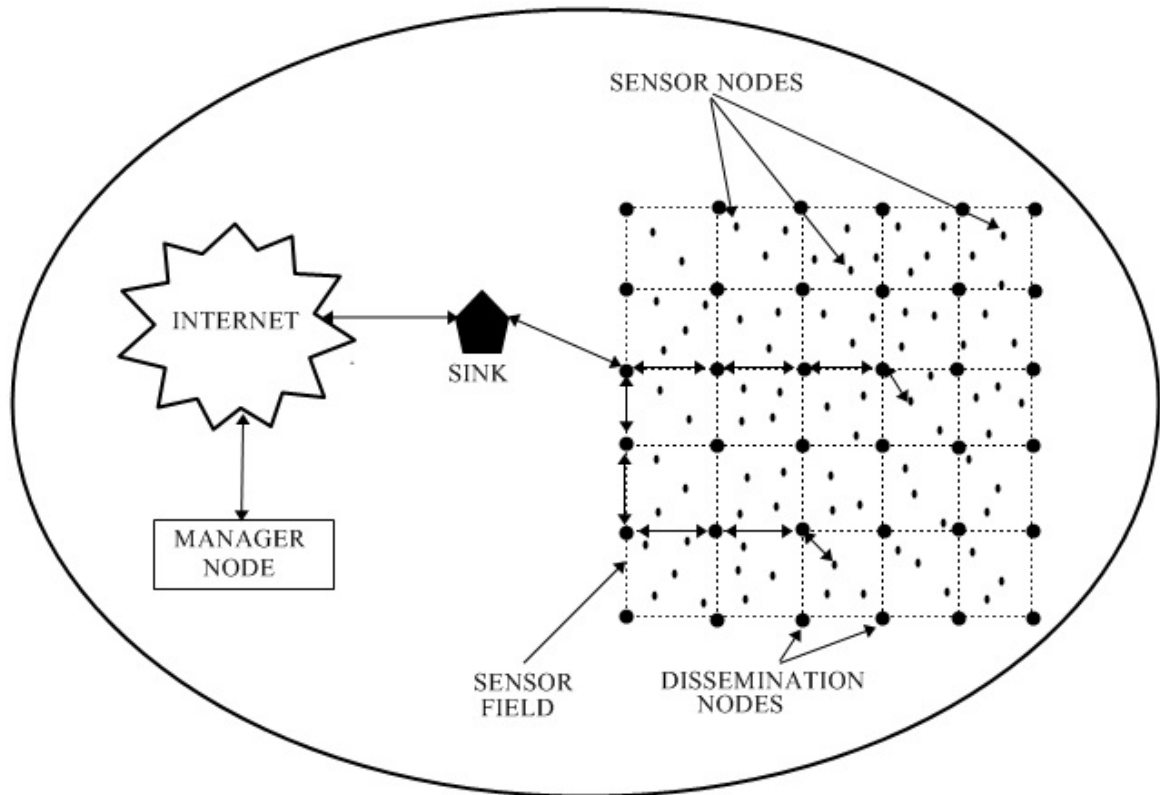 SENSOR NODES
INTERNET
SINK
MANAGER
NODE
SENSOR
FIELD
DISSEMINATION
NODES